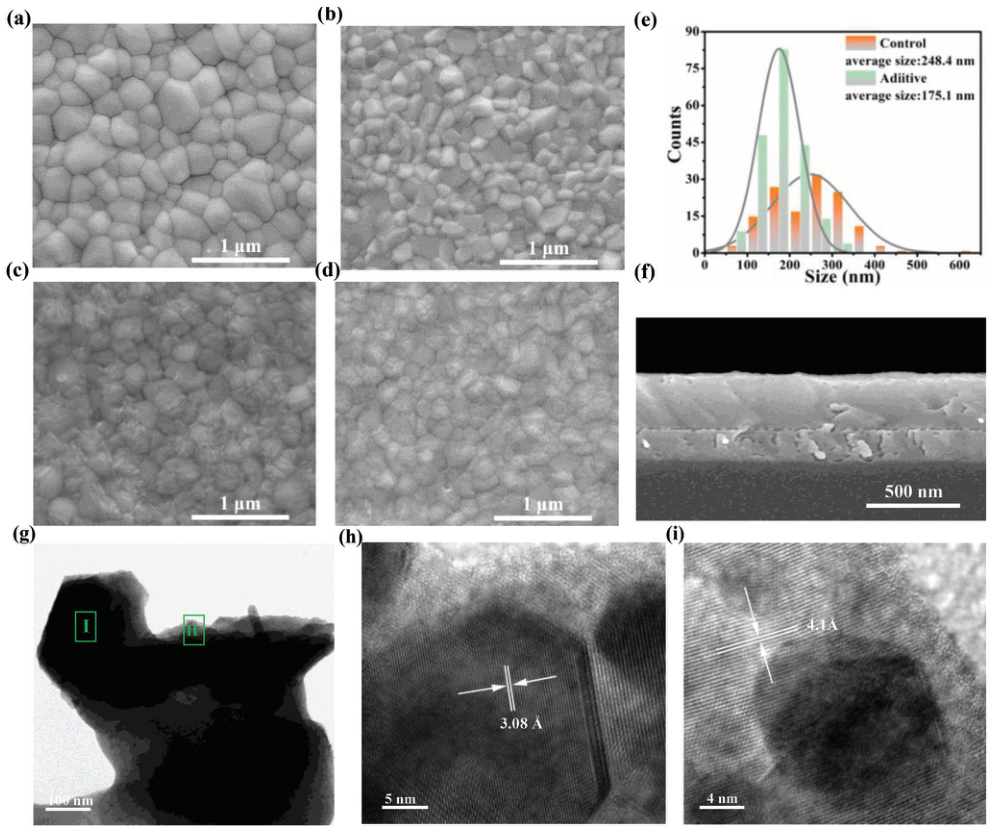 (a)
(b)
(e)
1 µm
1 µm
90
75
60
45
30
15
0
Counts
Control
average size:248.4 nm
Adiitive
average size:175.1 nm
0
100
200
300
400
500
600
Size (nm)
(c)
(d)
(f)
1 µm
1 µm
500 nm
(g)
(h)
(i)
I
II
100 nm
3.08 Å
5 nm
4.1Å
4 nm